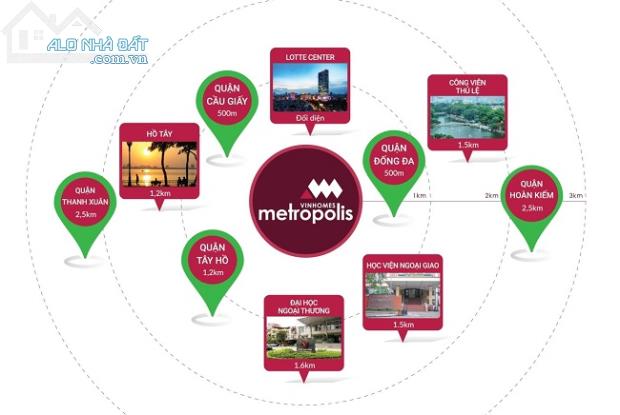 ALO NHÀ ĐẤT
.com.vn
LOTTE CENTER
Đối diện
CÔNG VIÊN
THỦ LỆ
1.5km
QUẬN
CẦU GIẤY
500m
HỒ TÂY
1,2km
QUẬN
ĐỐNG ĐA
500m
QUẬN
THANH XUÂN
2,5km
VINHOMES
metropolis
1km
2km
QUẬN
HOÀN KIẾM
2,5km
3km
QUẬN
TÂY HỒ
1,2km
HỌC VIỆN NGOẠI GIAO
1.5km
ĐẠI HỌC
NGOẠI THƯƠNG
1.6km